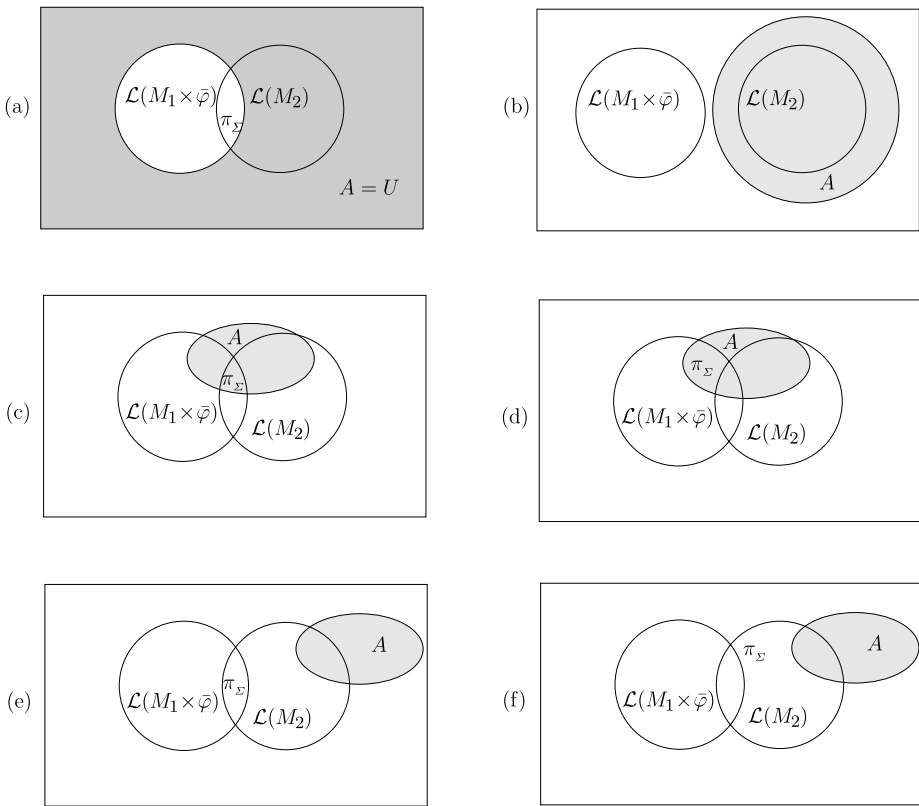 (a) ℒ(M₁×φ̄) ℒ(M₂)
π_Σ
A = U
(b) ℒ(M₁×φ̄) ℒ(M₂)
A
(c) A
π_Σ
ℒ(M₁×φ̄) ℒ(M₂)
(d) A
π_Σ
ℒ(M₁×φ̄) ℒ(M₂)
(e) A
π_Σ
ℒ(M₁×φ̄) ℒ(M₂)
(f) π_Σ A
ℒ(M₁×φ̄) ℒ(M₂)